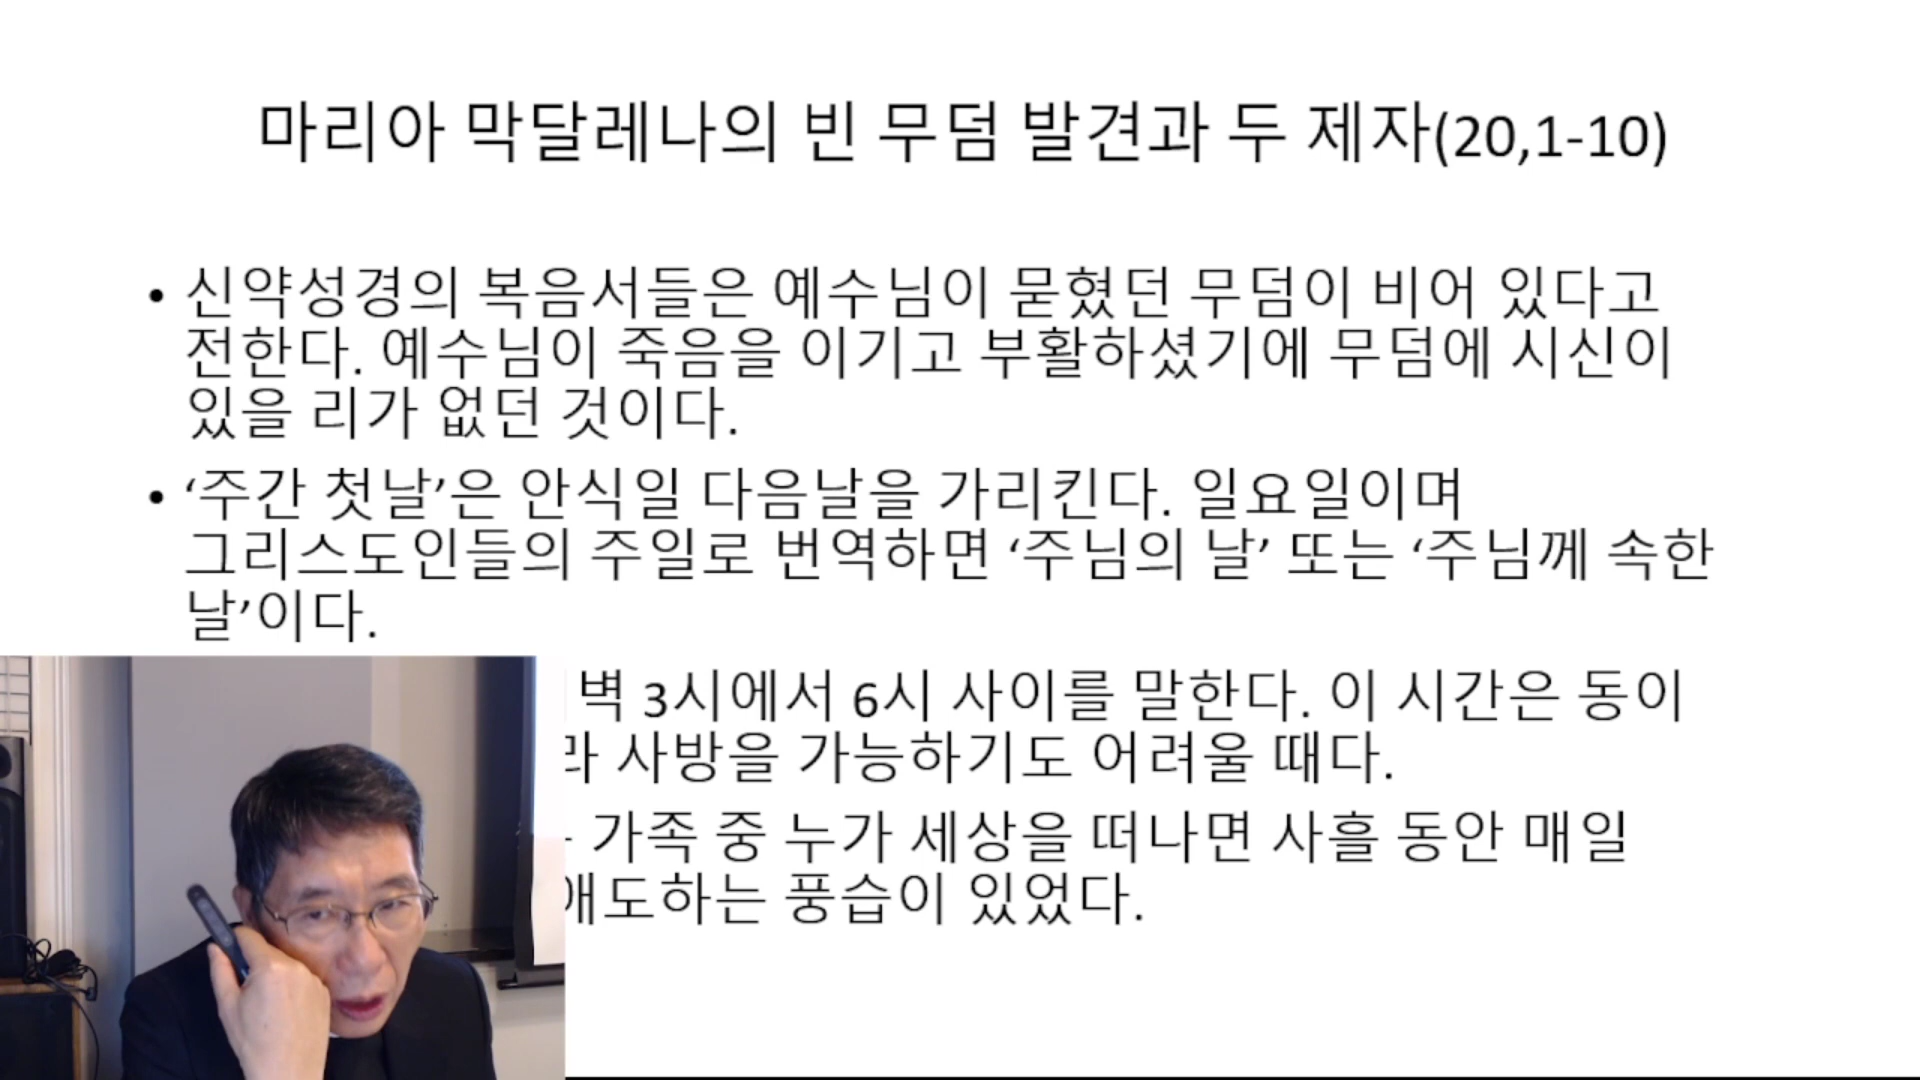 마리아 막달레나의 빈 무덤 발견과 두 제자(20,1-10)
• 신약성경의 복음서들은 예수님이 묻혔던 무덤이 비어 있다고
전한다. 예수님이 죽음을 이기고 부활하셨기에 무덤에 시신이
있을 리가 없던 것이다.
• ‘주간 첫날’은 안식일 다음날을 가리킨다. 일요일이며
그리스도인들의 주일로 번역하면 ‘주님의 날’ 또는 ‘주님께 속한
날’이다.
벽 3시에서 6시 사이를 말한다. 이 시간은 동이
라 사방을 가능하기도 어려울 때다.
가족 중 누가 세상을 떠나면 사흘 동안 매일
애도하는 풍습이 있었다.